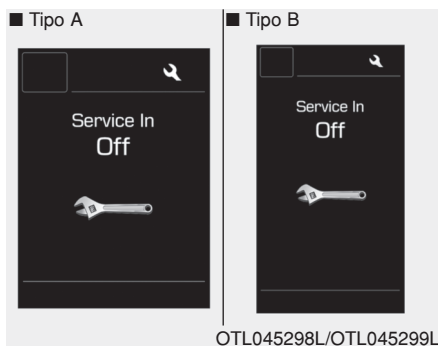 ■ Tipo A
Service In
Off
■ Tipo B
Service In
Off
OTL045298L/OTL045299L